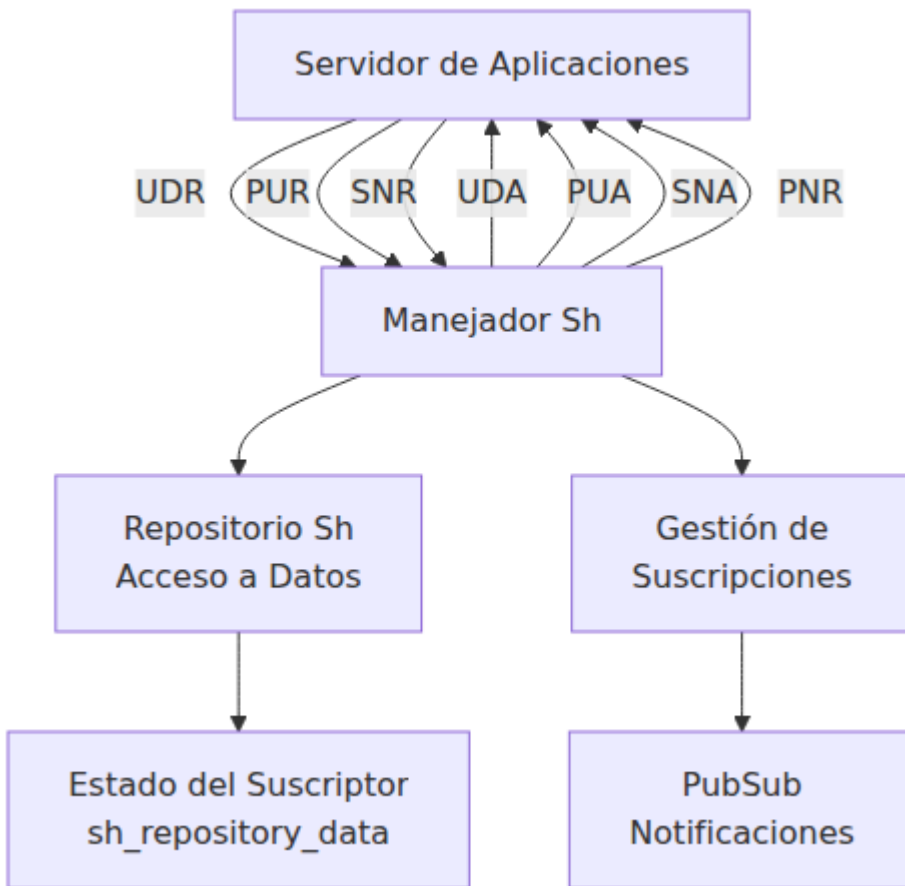 Servidor de Aplicaciones
UDR
PUR
SNR
UDA
PUA
SNA
PNR
Manejador Sh
Repositorio Sh
Acceso a Datos
Gestión de
Suscripciones
Estado del Suscriptor
sh_repository_data
PubSub
Notificaciones